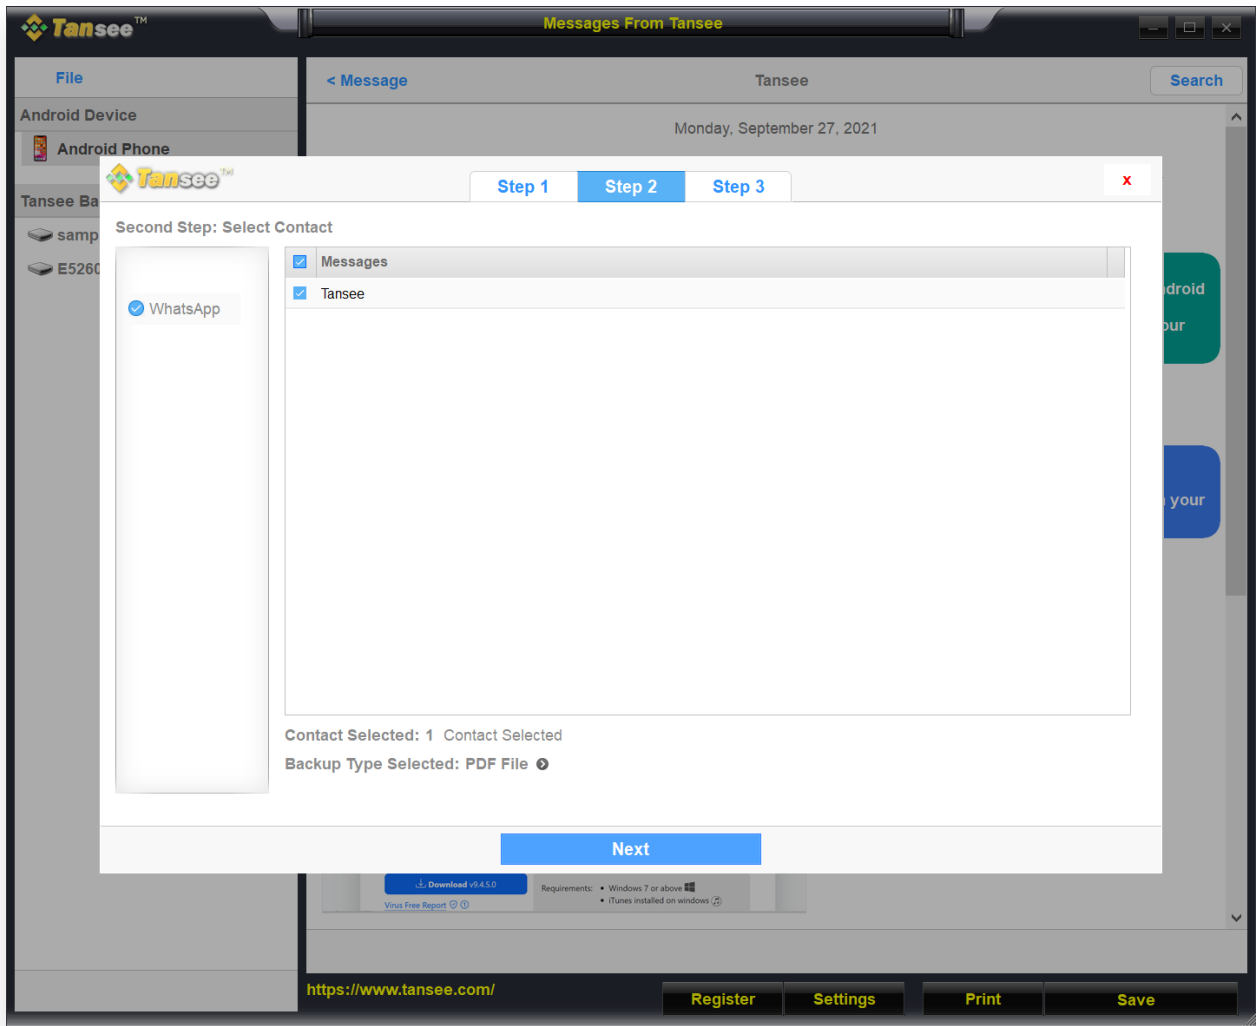 Tansee™
Messages From Tansee
File
< Message
Tansee
Search
Android Device
Monday, September 27, 2021
Android Phone
Tansee™
Step 1
Step 2
Step 3
x
Tansee Ba
Second Step: Select Contact
samp
Messages
E5260
Tansee
WhatsApp
droid
our
your
Contact Selected: 1 Contact Selected
Backup Type Selected: PDF File
Next
Download v9.4.5.0
Requirements: • Windows 7 or above
Virus Free Report
• iTunes installed on windows
https://www.tansee.com/
Register
Settings
Print
Save